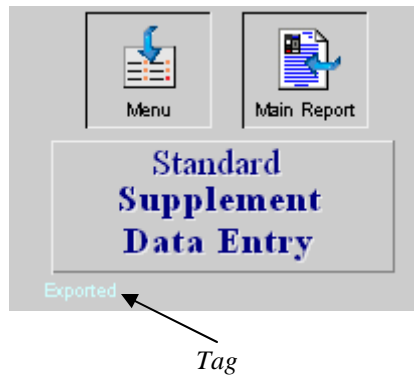 Menu
Main Report
Standard
Supplement
Data Entry
Exported
Tag